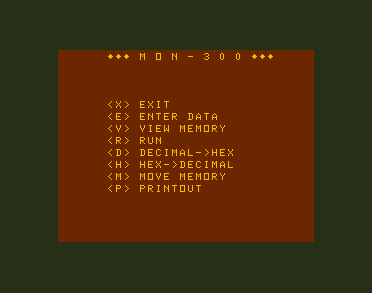 ♦♦♦ M O N - 3 0 0 ♦♦♦
<X> EXIT
<E> ENTER DATA
<V> VIEW MEMORY
<R> RUN
<D> DECIMAL->HEX
<H> HEX->DECIMAL
<M> MOVE MEMORY
<P> PRINTOUT